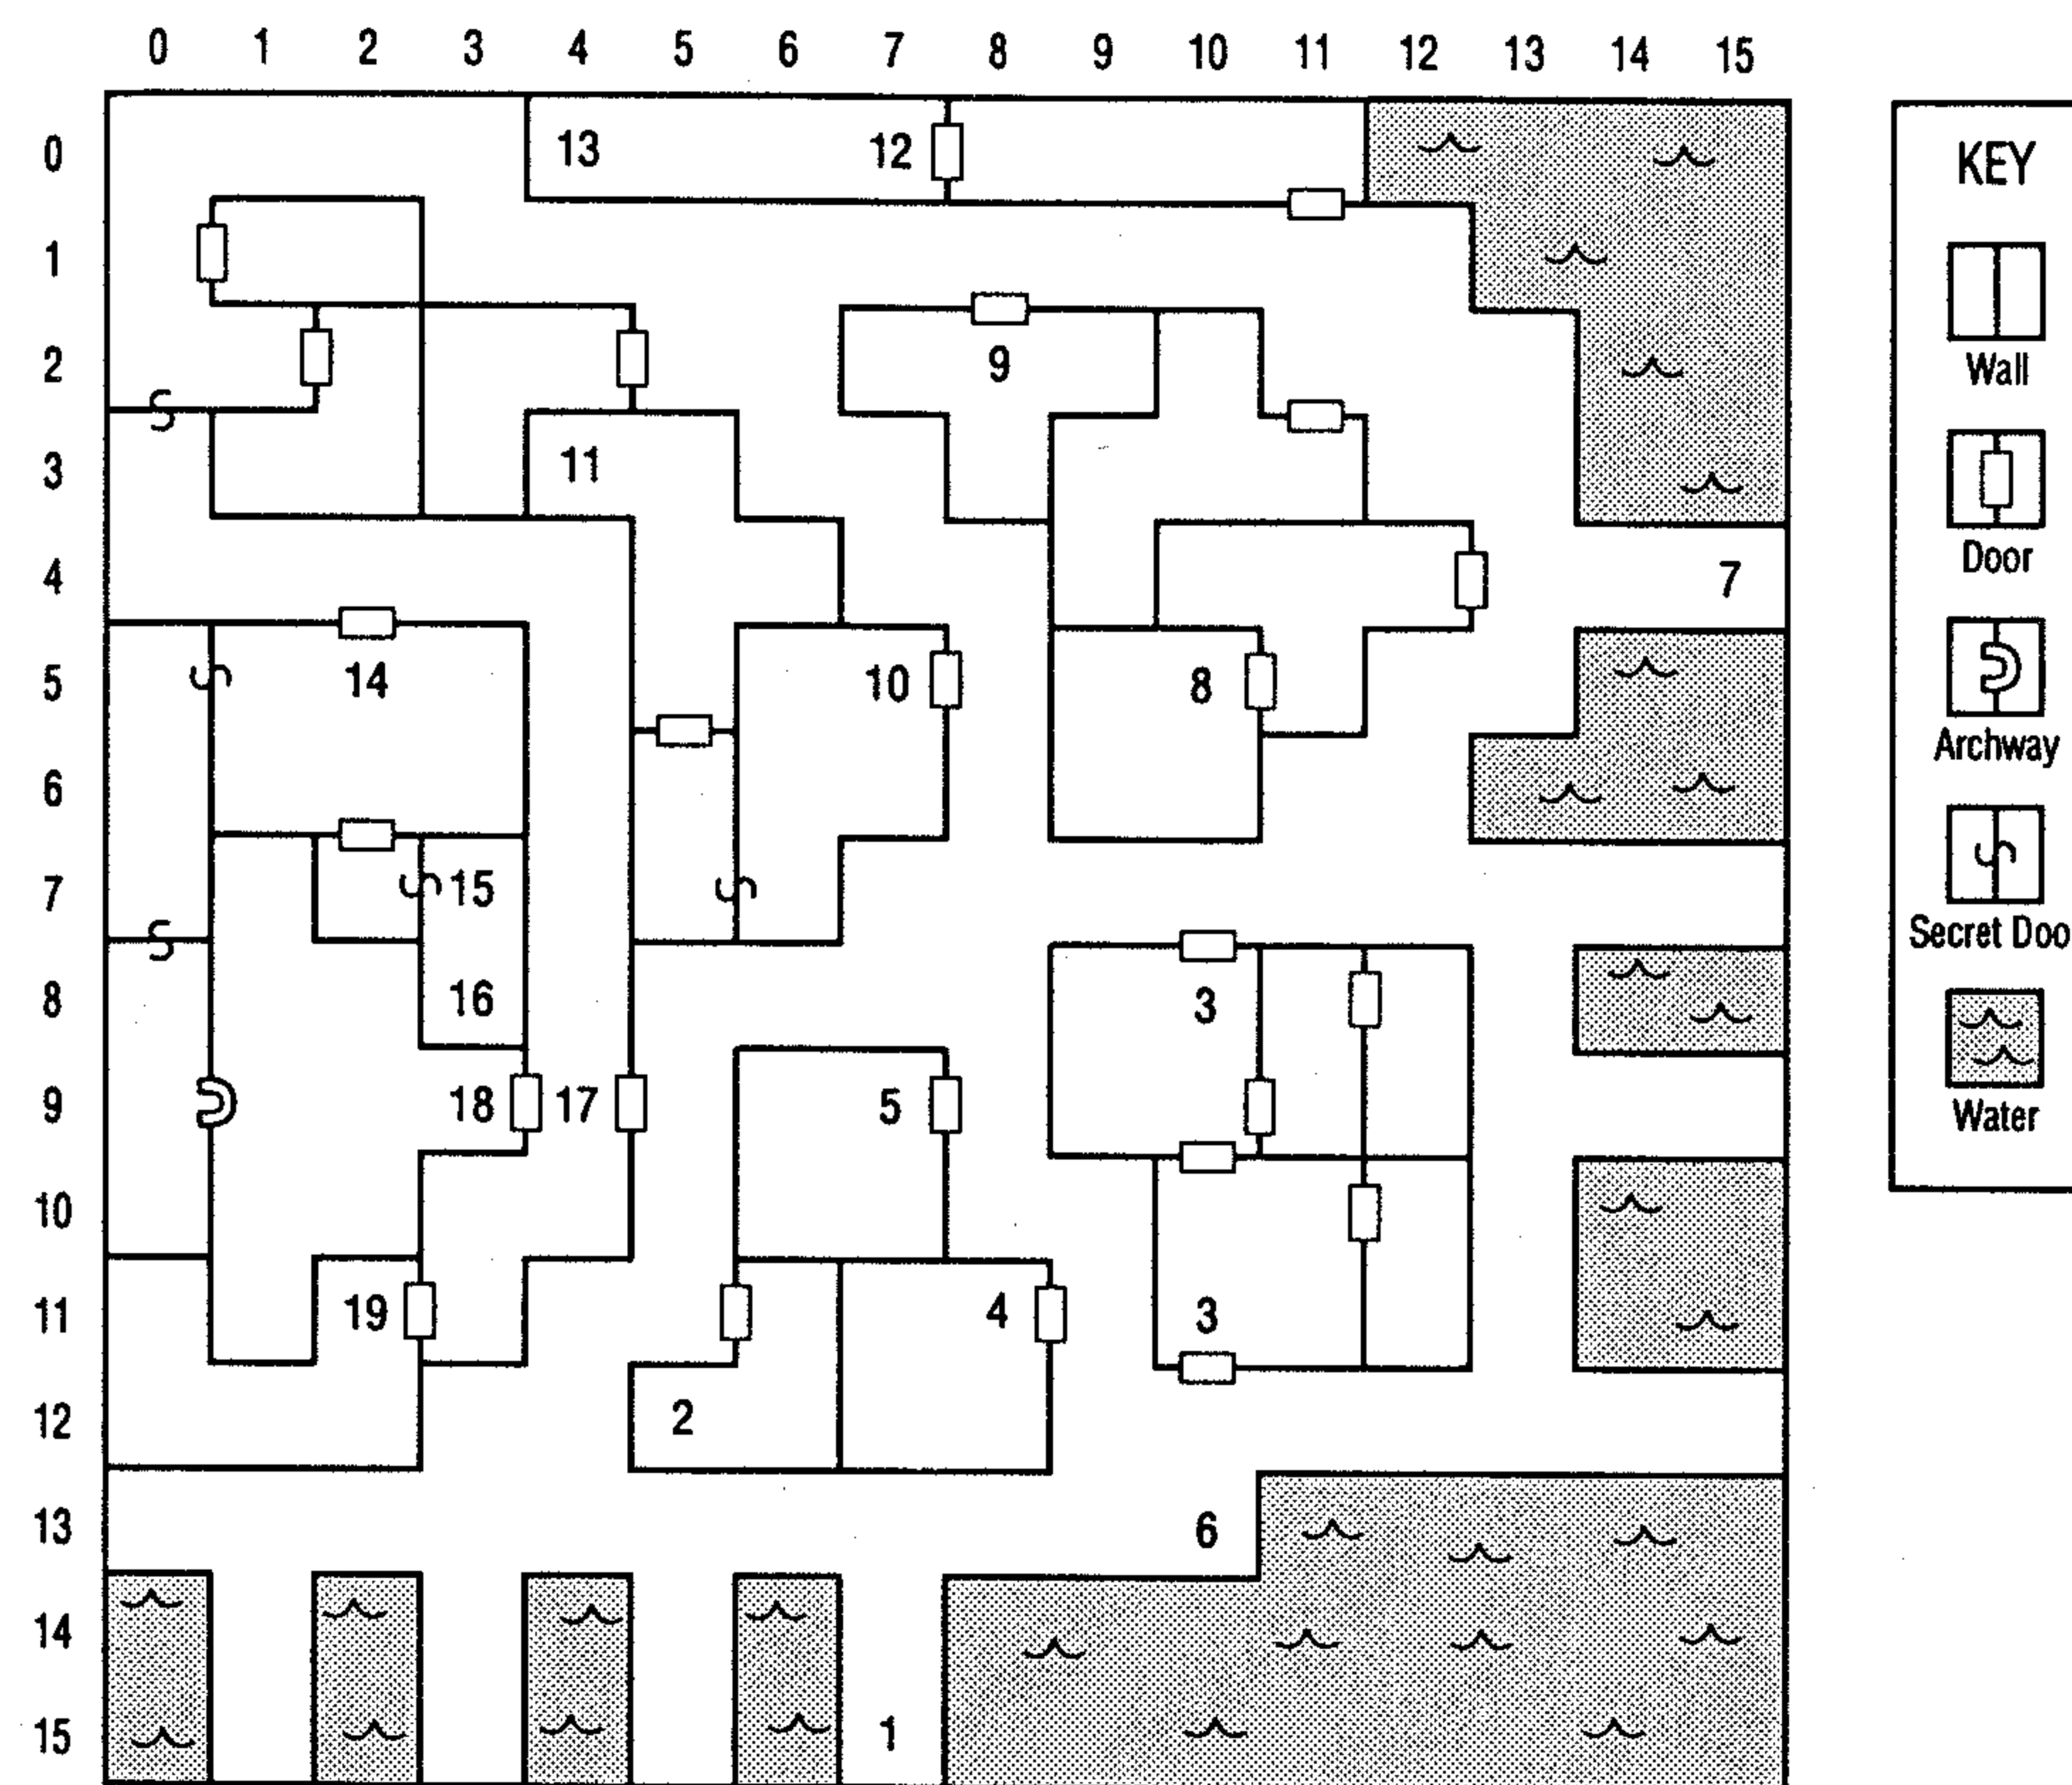 0 1 2 3 4 5 6 7 8 9 10 11 12 13 14 15
0 13 12
1
2 9
3 11
4 7
5 14 10 8
6
7 15
8 16 3
9 18 17 5
10
11 19 4 3
12 2
13 6
14
15 1
KEY
Wall
Door
Archway
Secret Doo
Water